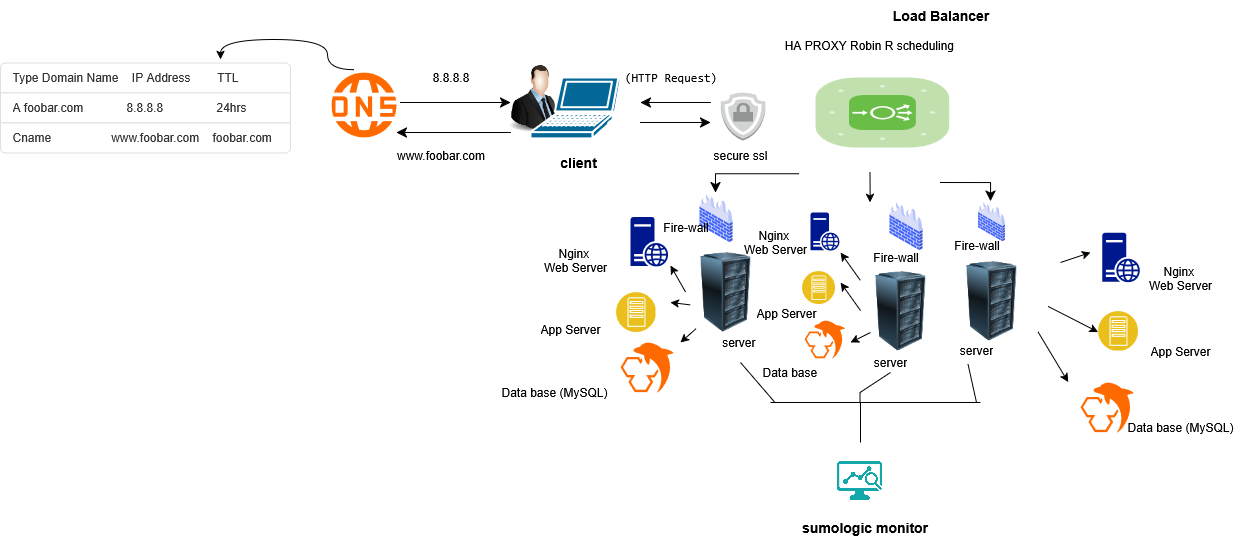 Load Balancer
HA PROXY Robin R scheduling
Type Domain Name IP Address TTL
A foobar.com 8.8.8.8 24hrs
Cname www.foobar.com foobar.com
DNS
8.8.8.8
www.foobar.com
client
(HTTP Request)
secure ssl
Fire-wall
Nginx
Web Server
App Server
Data base (MySQL)
server
Nginx
Web Server
Fire-wall
App Server
Data base
server
Fire-wall
server
Nginx
Web Server
App Server
Data base (MySQL)
sumologic monitor